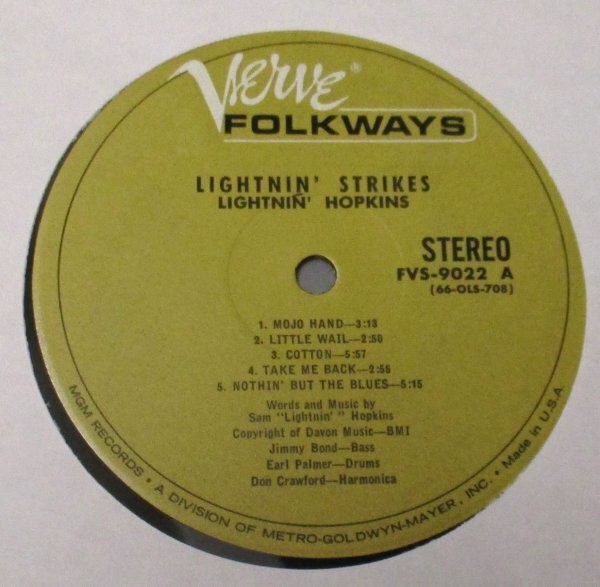 Verve®
FOLKWAYS
LIGHTNIN' STRIKES
LIGHTNIN' HOPKINS
STEREO
FVS-9022 A
(66-OLS-708)
1. MOJO HAND—3:13
2. LITTLE WAIL—2:50
3. COTTON—5:57
4. TAKE ME BACK—2:56
5. NOTHIN' BUT THE BLUES—5:15
Words and Music by
Sam "Lightnin' " Hopkins
Copyright of Davon Music—BMI
Jimmy Bond—Bass
Earl Palmer—Drums
Don Crawford—Harmonica
MGM RECORDS • A DIVISION OF METRO-GOLDWYN-MAYER, INC. • Made in U.S.A.